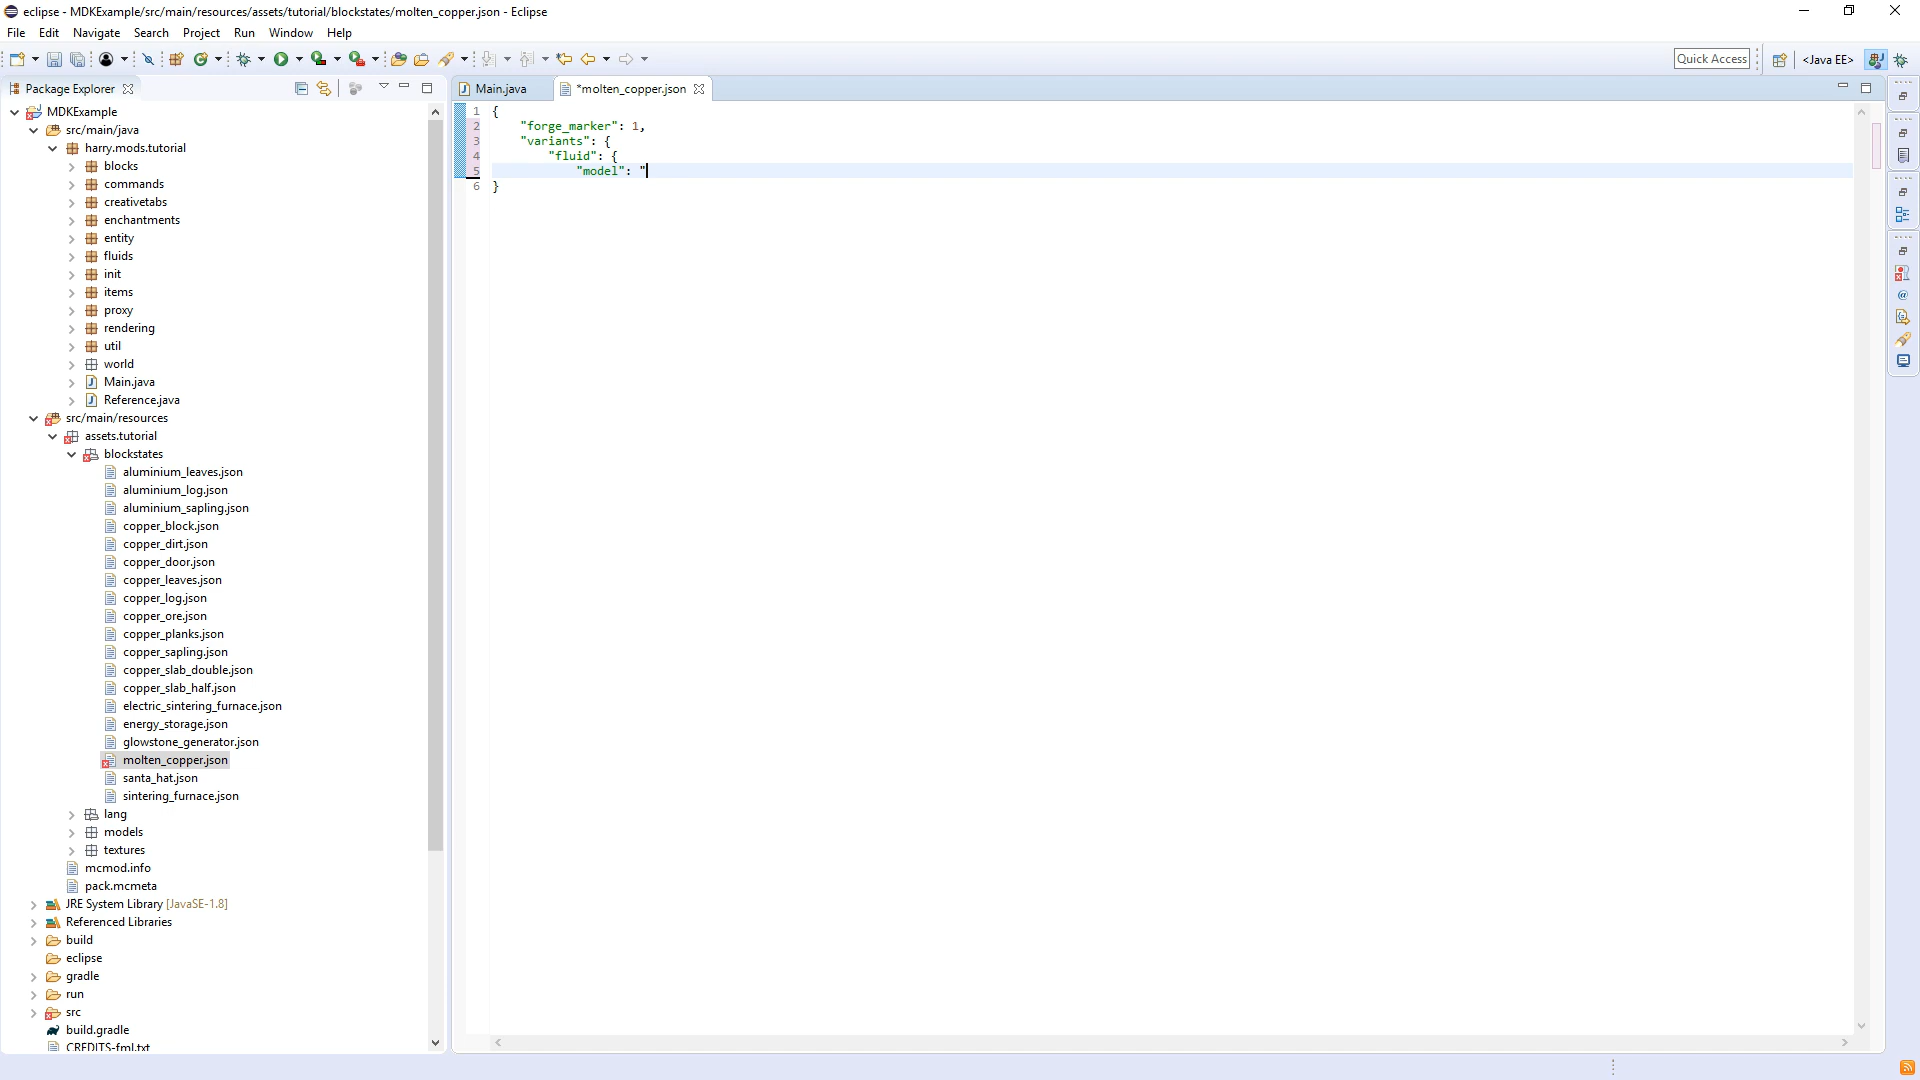 eclipse - MDKExample/src/main/resources/assets/tutorial/blockstates/molten_copper.json - Eclipse
File Edit Navigate Search Project Run Window Help
Quick Access
<Java EE>
Package Explorer
Main.java
*molten_copper.json
MDKExample
src/main/java
harry.mods.tutorial
blocks
commands
creativetabs
enchantments
entity
fluids
init
items
proxy
rendering
util
world
Main.java
Reference.java
src/main/resources
assets.tutorial
blockstates
aluminium_leaves.json
aluminium_log.json
aluminium_sapling.json
copper_block.json
copper_dirt.json
copper_door.json
copper_leaves.json
copper_log.json
copper_ore.json
copper_planks.json
copper_sapling.json
copper_slab_double.json
copper_slab_half.json
electric_sintering_furnace.json
energy_storage.json
glowstone_generator.json
molten_copper.json
santa_hat.json
sintering_furnace.json
lang
models
textures
mcmod.info
pack.mcmeta
JRE System Library [JavaSE-1.8]
Referenced Libraries
build
eclipse
gradle
run
src
build.gradle
CREDITS-fml.txt
1 {
2 "forge_marker": 1,
3 "variants": {
4 "fluid": {
5 "model": "
6 }